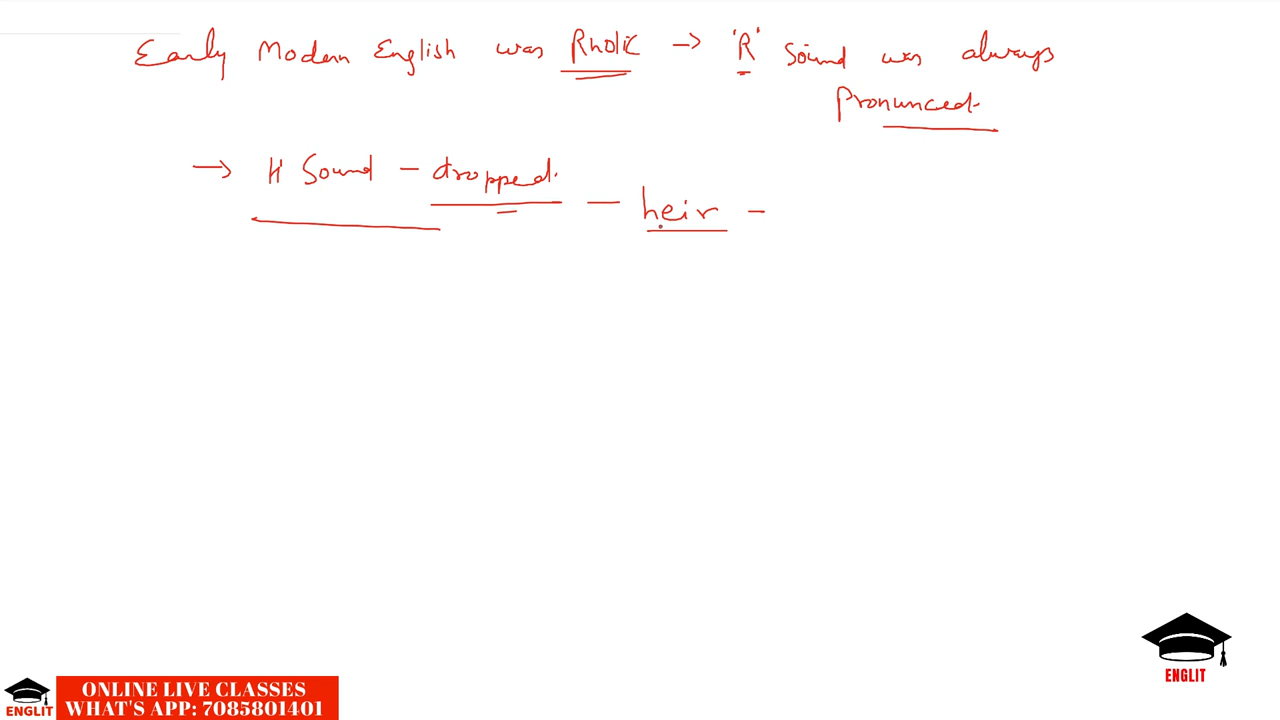 Early Modern English was Rhotic → 'R' Sound was always
Pronunced.
→ H Sound – dropped. – heir –
ENGLIT
ENGLIT
ONLINE LIVE CLASSES
WHAT'S APP: 7085801401